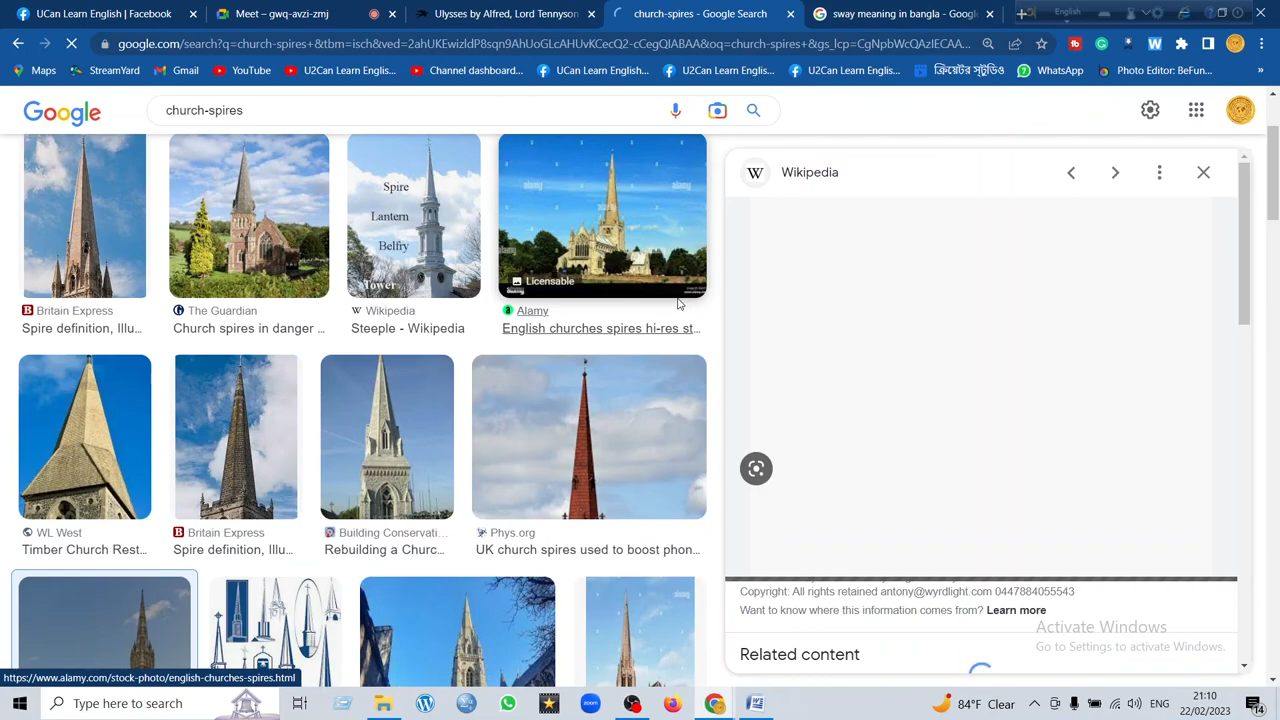 UCan Learn English | Facebook
Meet – gwq-avzi-mzj
Ulysses by Alfred, Lord Tennyson
church-spires - Google Search
sway meaning in bangla - Googl
English
google.com/search?q=church-spires+&tbm=isch&ved=2ahUKEwizldP8sqn9AhUoGLcAHUvKCecQ2-cCegQIABAA&oq=church-spires+&gs_lcp=CgNpbWcQAzIECAA...
Maps
StreamYard
Gmail
YouTube
U2Can Learn Englis...
Channel dashboard...
UCan Learn English...
U2Can Learn Englis...
U2Can Learn Englis...
ক্রিয়েটর স্টুডিও
WhatsApp
Photo Editor: BeFun...
Google
church-spires
Spire
Lantern
Belfry
Tower
alamy
Licensable
Britain Express
Spire definition, Illu...
The Guardian
Church spires in danger ...
Wikipedia
Steeple - Wikipedia
Alamy
English churches spires hi-res st...
WL West
Timber Church Rest...
Britain Express
Spire definition, Illu...
Building Conservati...
Rebuilding a Churc...
Phys.org
UK church spires used to boost phon...
W Wikipedia
Copyright: All rights retained antony@wyrdlight.com 0447884055543
Want to know where this information comes from? Learn more
Related content
Activate Windows
Go to Settings to activate Windows.
https://www.alamy.com/stock-photo/english-churches-spires.html
Type here to search
zoom
84°F Clear
ENG
21:10
22/02/2023
14